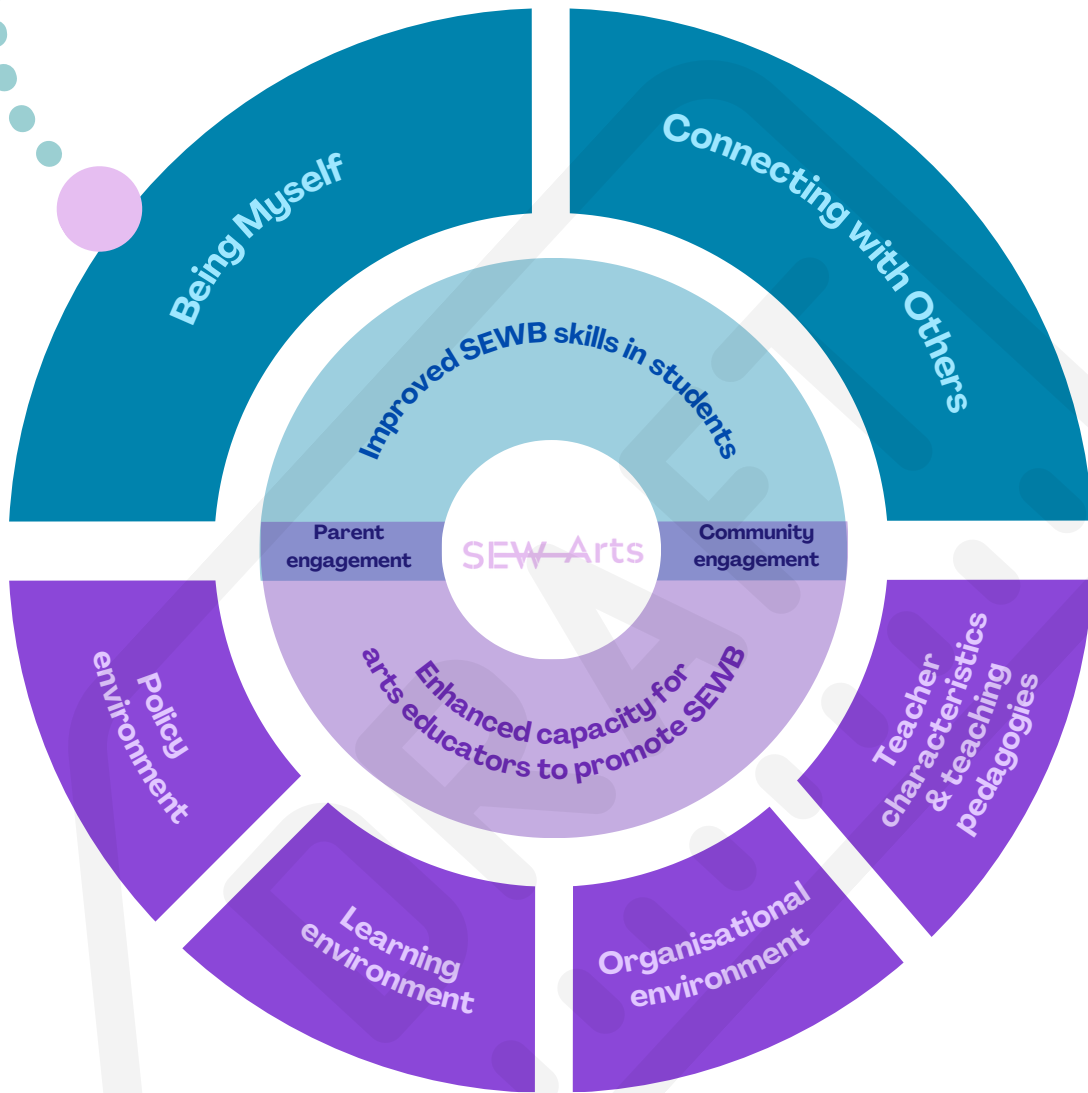 Being Myself
Connecting with Others
Improved SEWB skills in students
Parent
engagement
SEW Arts
Community
engagement
Enhanced capacity for
arts educators to promote SEWB
Policy
environment
Learning
environment
Organisational
environment
Teacher
characteristics
& teaching
pedagogies
DRAFT